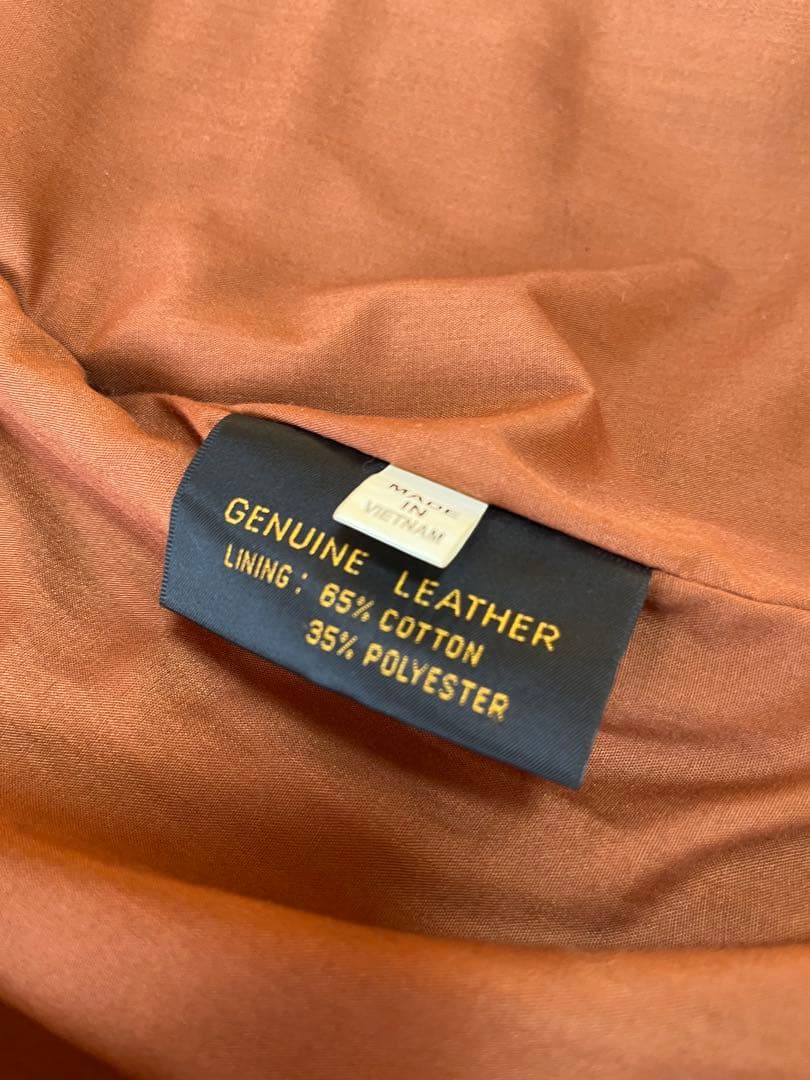 MADE
IN
VIETNAM
GENUINE LEATHER
LINING: 65% COTTON
35% POLYESTER